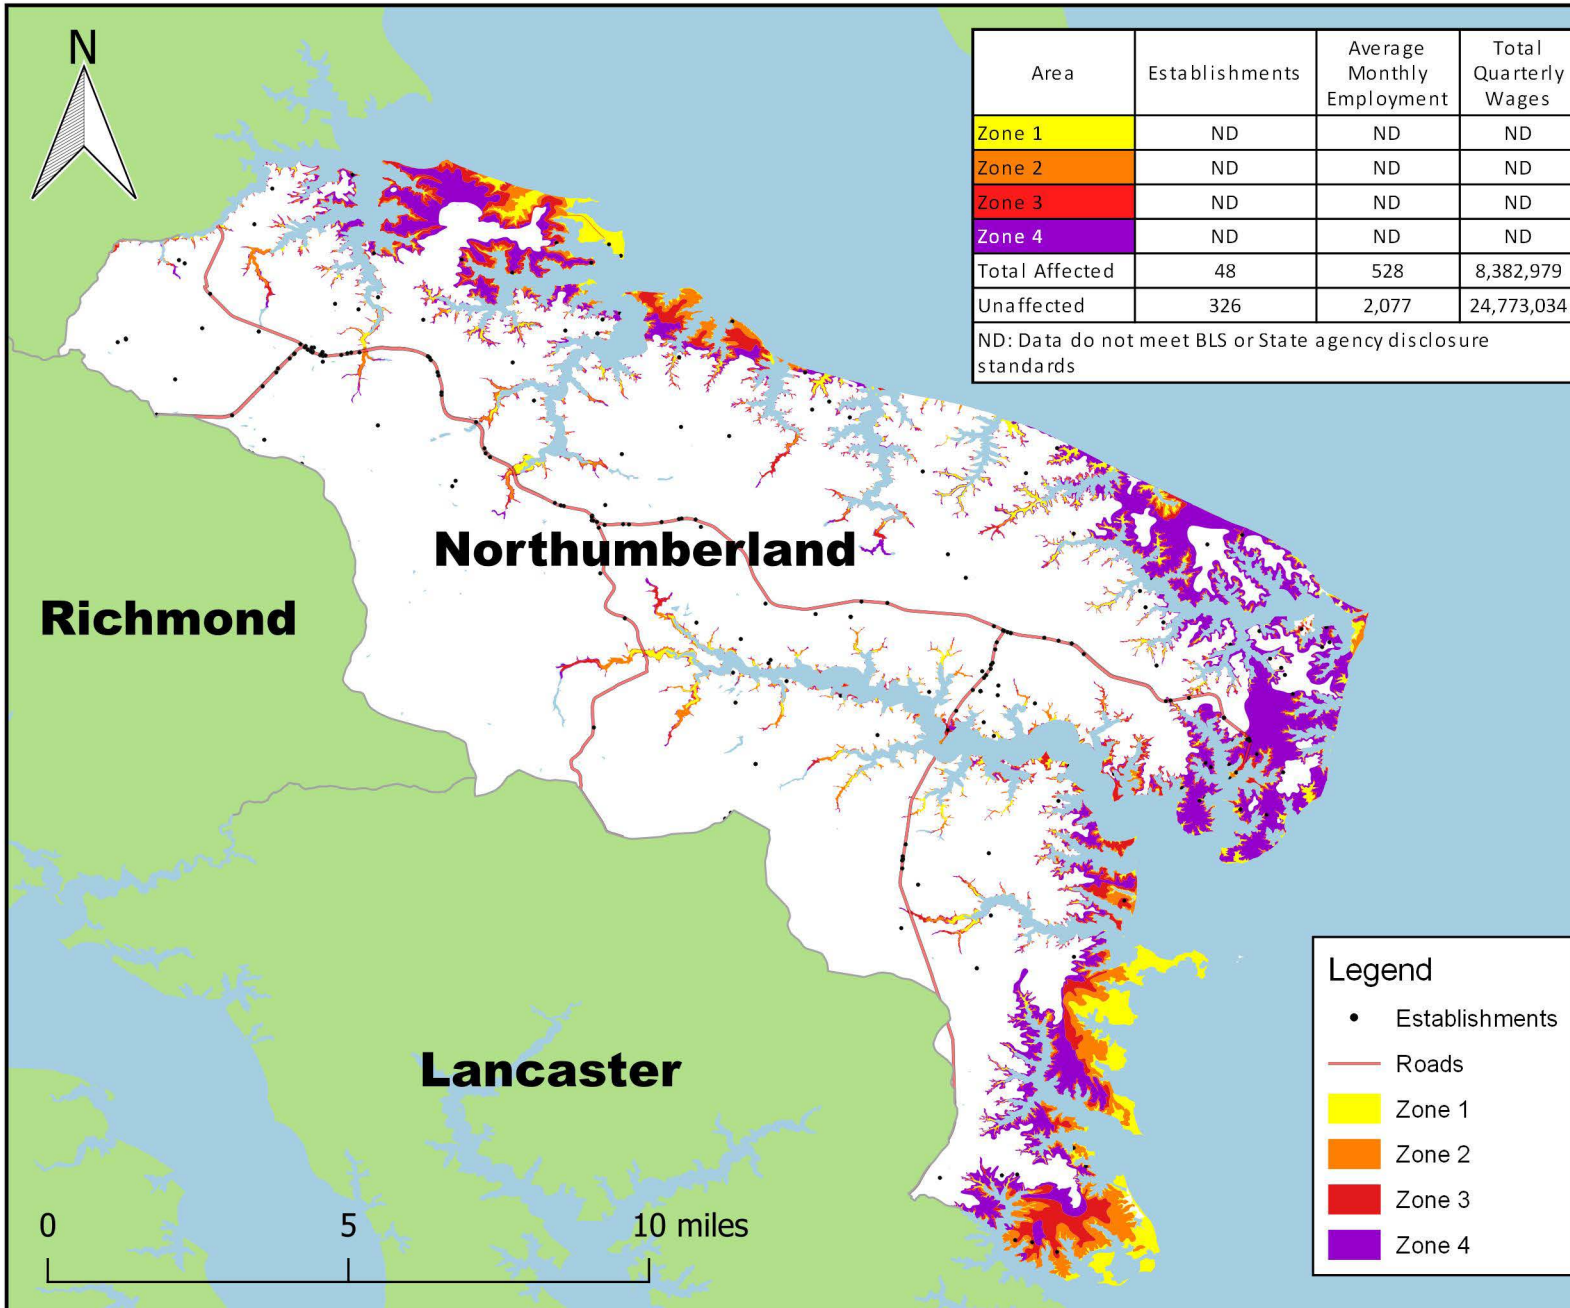 N
Area Establishments Average Monthly Employment Total Quarterly Wages
Zone 1 ND ND ND
Zone 2 ND ND ND
Zone 3 ND ND ND
Zone 4 ND ND ND
Total Affected 48 528 8,382,979
Unaffected 326 2,077 24,773,034
ND: Data do not meet BLS or State agency disclosure
standards
Northumberland
Richmond
Lancaster
Legend
Establishments
Roads
Zone 1
Zone 2
Zone 3
Zone 4
0 5 10 miles